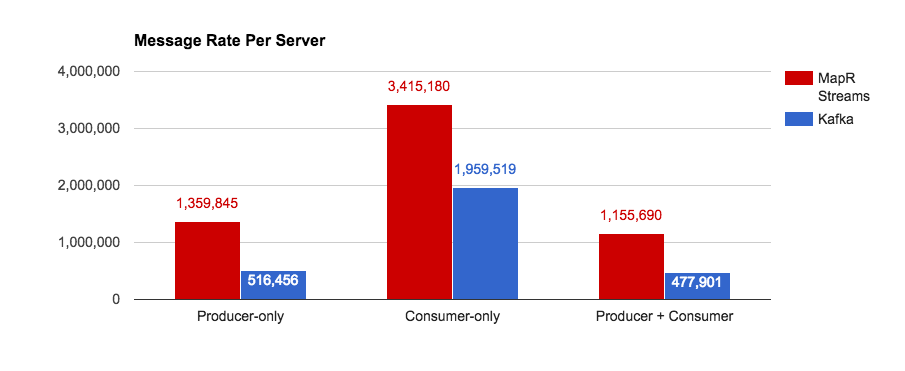 Message Rate Per Server
4,000,000
3,000,000
2,000,000
1,000,000
0
3,415,180
1,959,519
1,359,845
1,155,690
516,456
477,901
Producer-only
Consumer-only
Producer + Consumer
MapR
Streams
Kafka